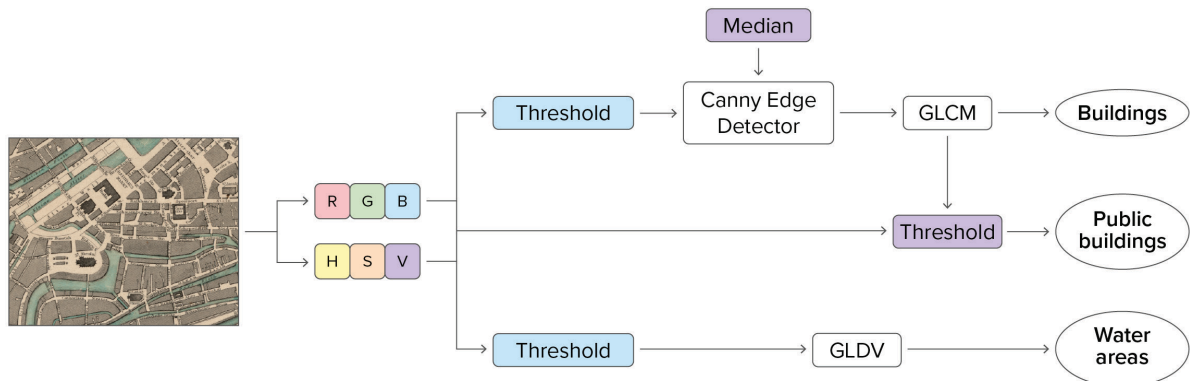 Median
Threshold
Canny Edge
Detector
GLCM
Buildings
R G B
H S V
Threshold
Public
buildings
Threshold
GLDV
Water
areas